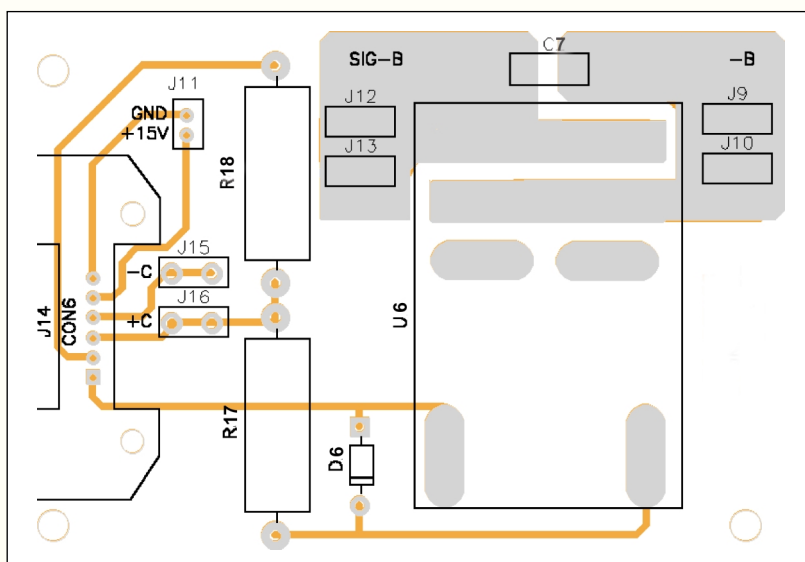 SIG-B
C7
-B
J11
GND
+15V
J12
J9
J13
J10
R18
J15
-C
J16
+C
J14
CON6
U6
R17
D6